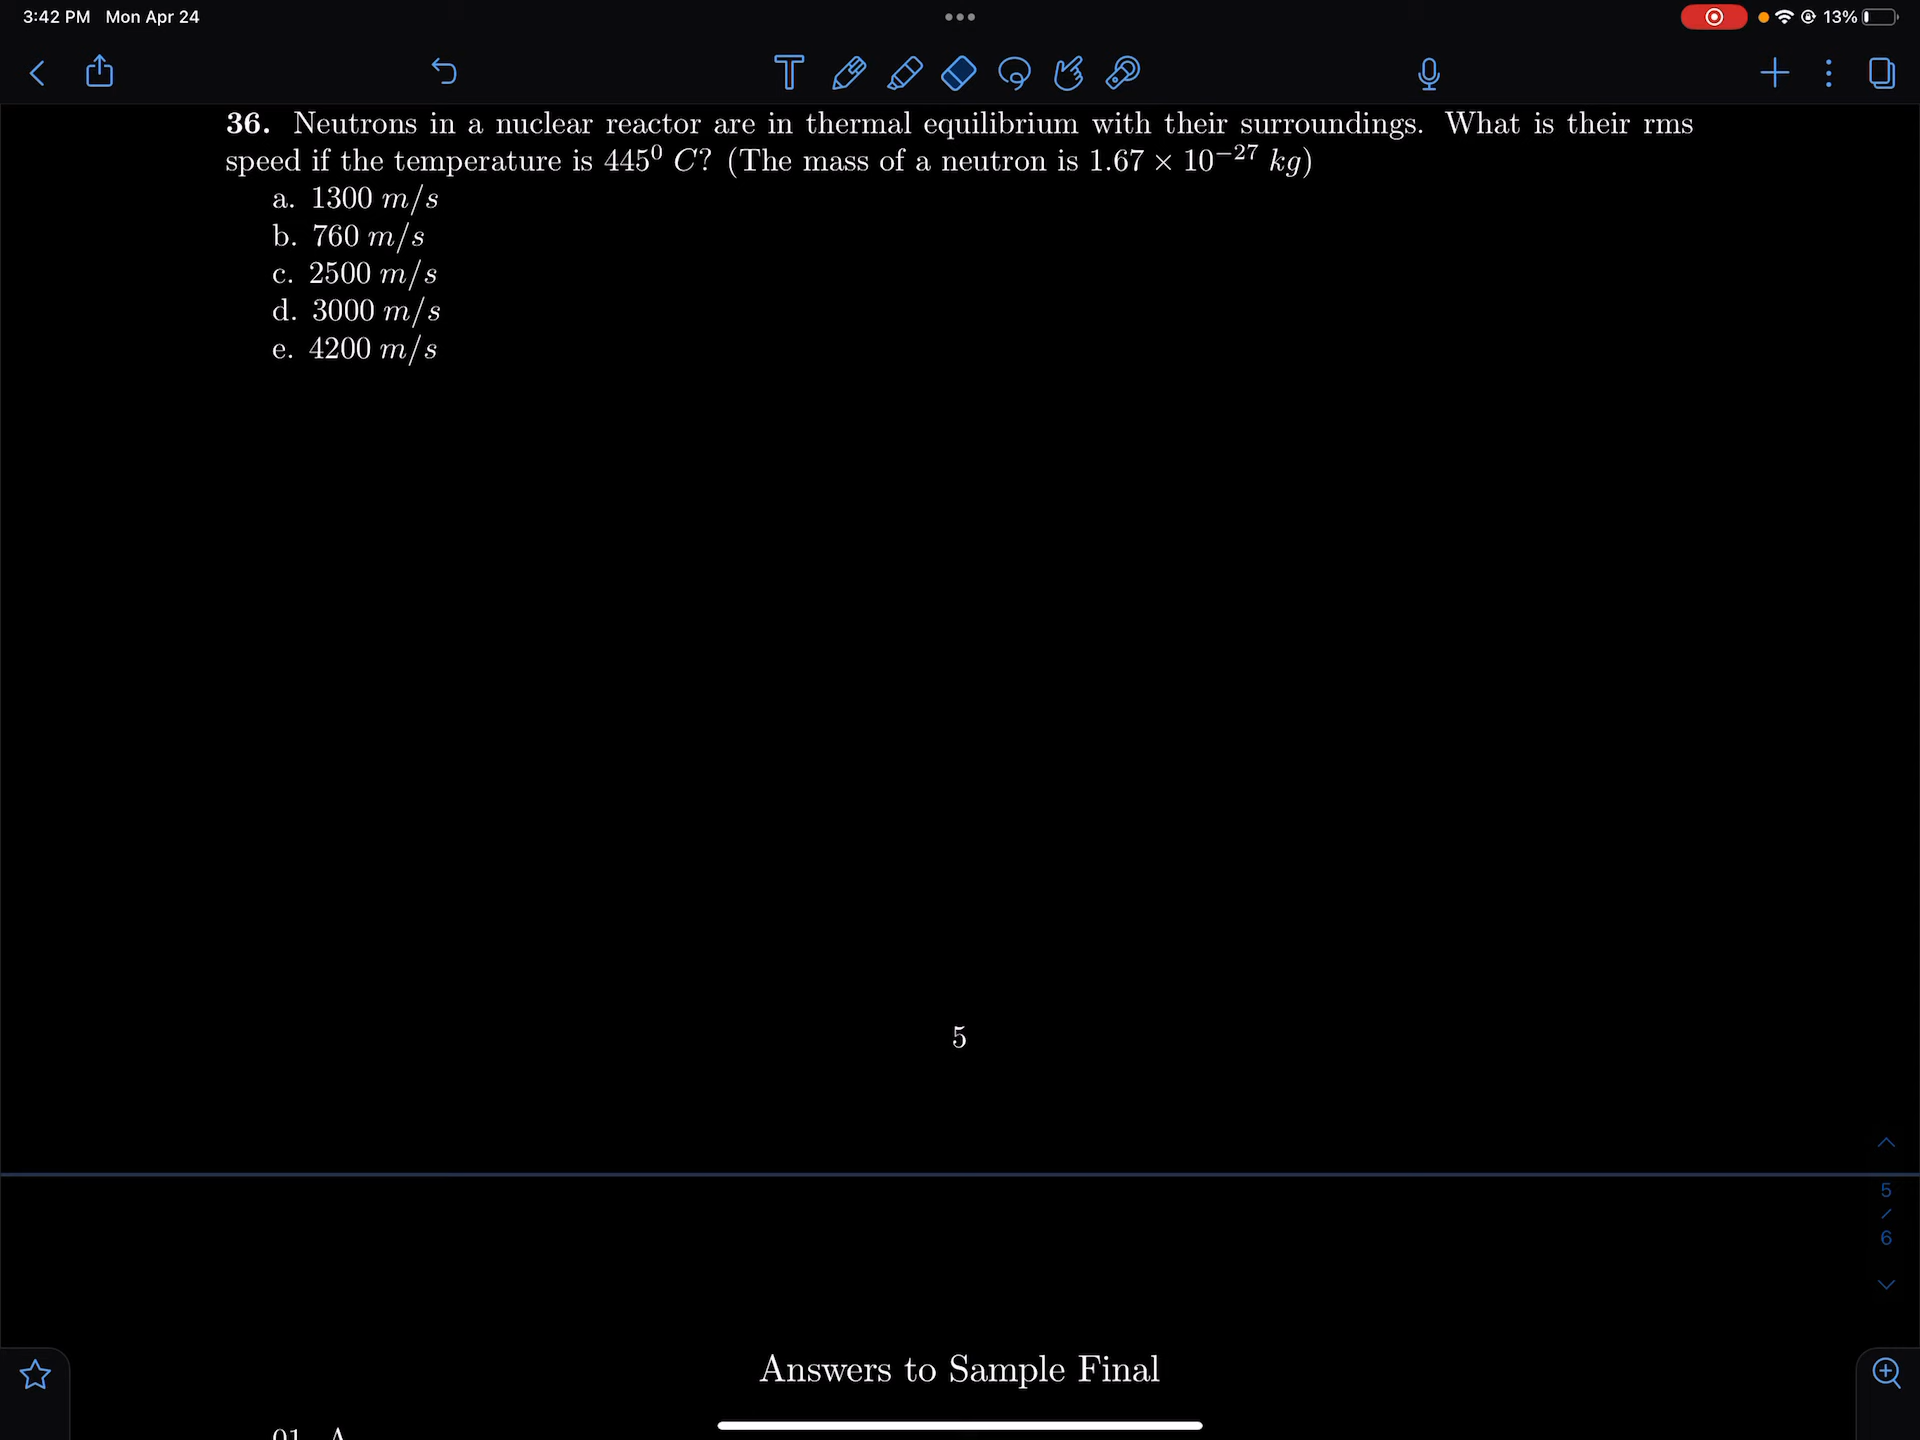 3:42 PM Mon Apr 24
13%
36. Neutrons in a nuclear reactor are in thermal equilibrium with their surroundings. What is their rms
speed if the temperature is 445⁰ C? (The mass of a neutron is 1.67 × 10⁻²⁷ kg)
a. 1300 m/s
b. 760 m/s
c. 2500 m/s
d. 3000 m/s
e. 4200 m/s
5
5
/
6
Answers to Sample Final
01. A